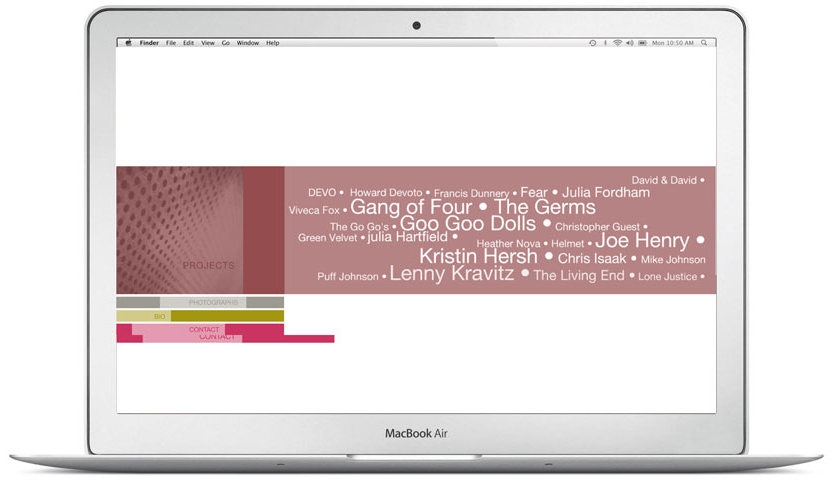 Finder File Edit View Go Window Help Mon 10:50 AM
David & David •
DEVO • Howard Devoto • Francis Dunnery • Fear • Julia Fordham
Viveca Fox • Gang of Four • The Germs
The Go Go's • Goo Goo Dolls • Christopher Guest •
Green Velvet • julia Hartfield • Heather Nova • Helmet • Joe Henry •
Kristin Hersh • Chris Isaak • Mike Johnson
Puff Johnson • Lenny Kravitz • The Living End • Lone Justice •
PROJECTS
PHOTOGRAPHS
BIO
CONTACT
CONTACT
MacBook Air